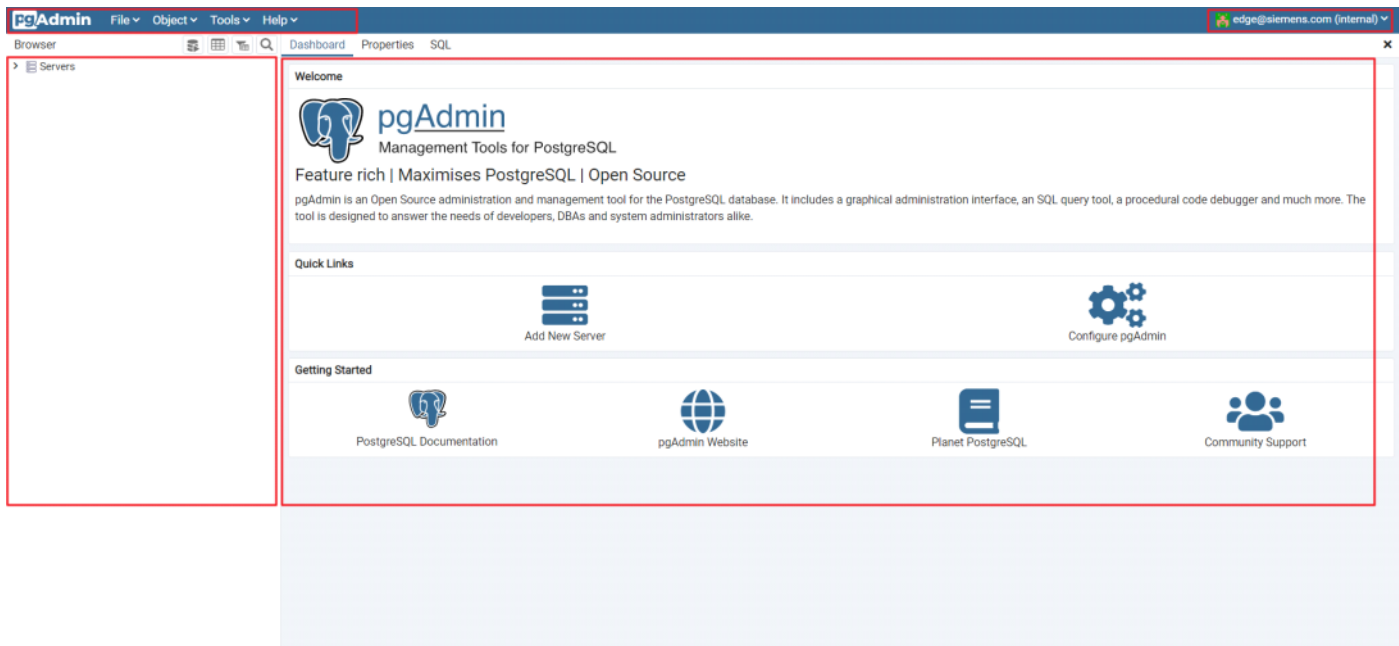 pgAdmin File Object Tools Help edge@siemens.com (internal)
Browser Dashboard Properties SQL
Servers
Welcome
pgAdmin
Management Tools for PostgreSQL
Feature rich | Maximises PostgreSQL | Open Source
pgAdmin is an Open Source administration and management tool for the PostgreSQL database. It includes a graphical administration interface, an SQL query tool, a procedural code debugger and much more. The
tool is designed to answer the needs of developers, DBAs and system administrators alike.
Quick Links
Add New Server Configure pgAdmin
Getting Started
PostgreSQL Documentation pgAdmin Website Planet PostgreSQL Community Support